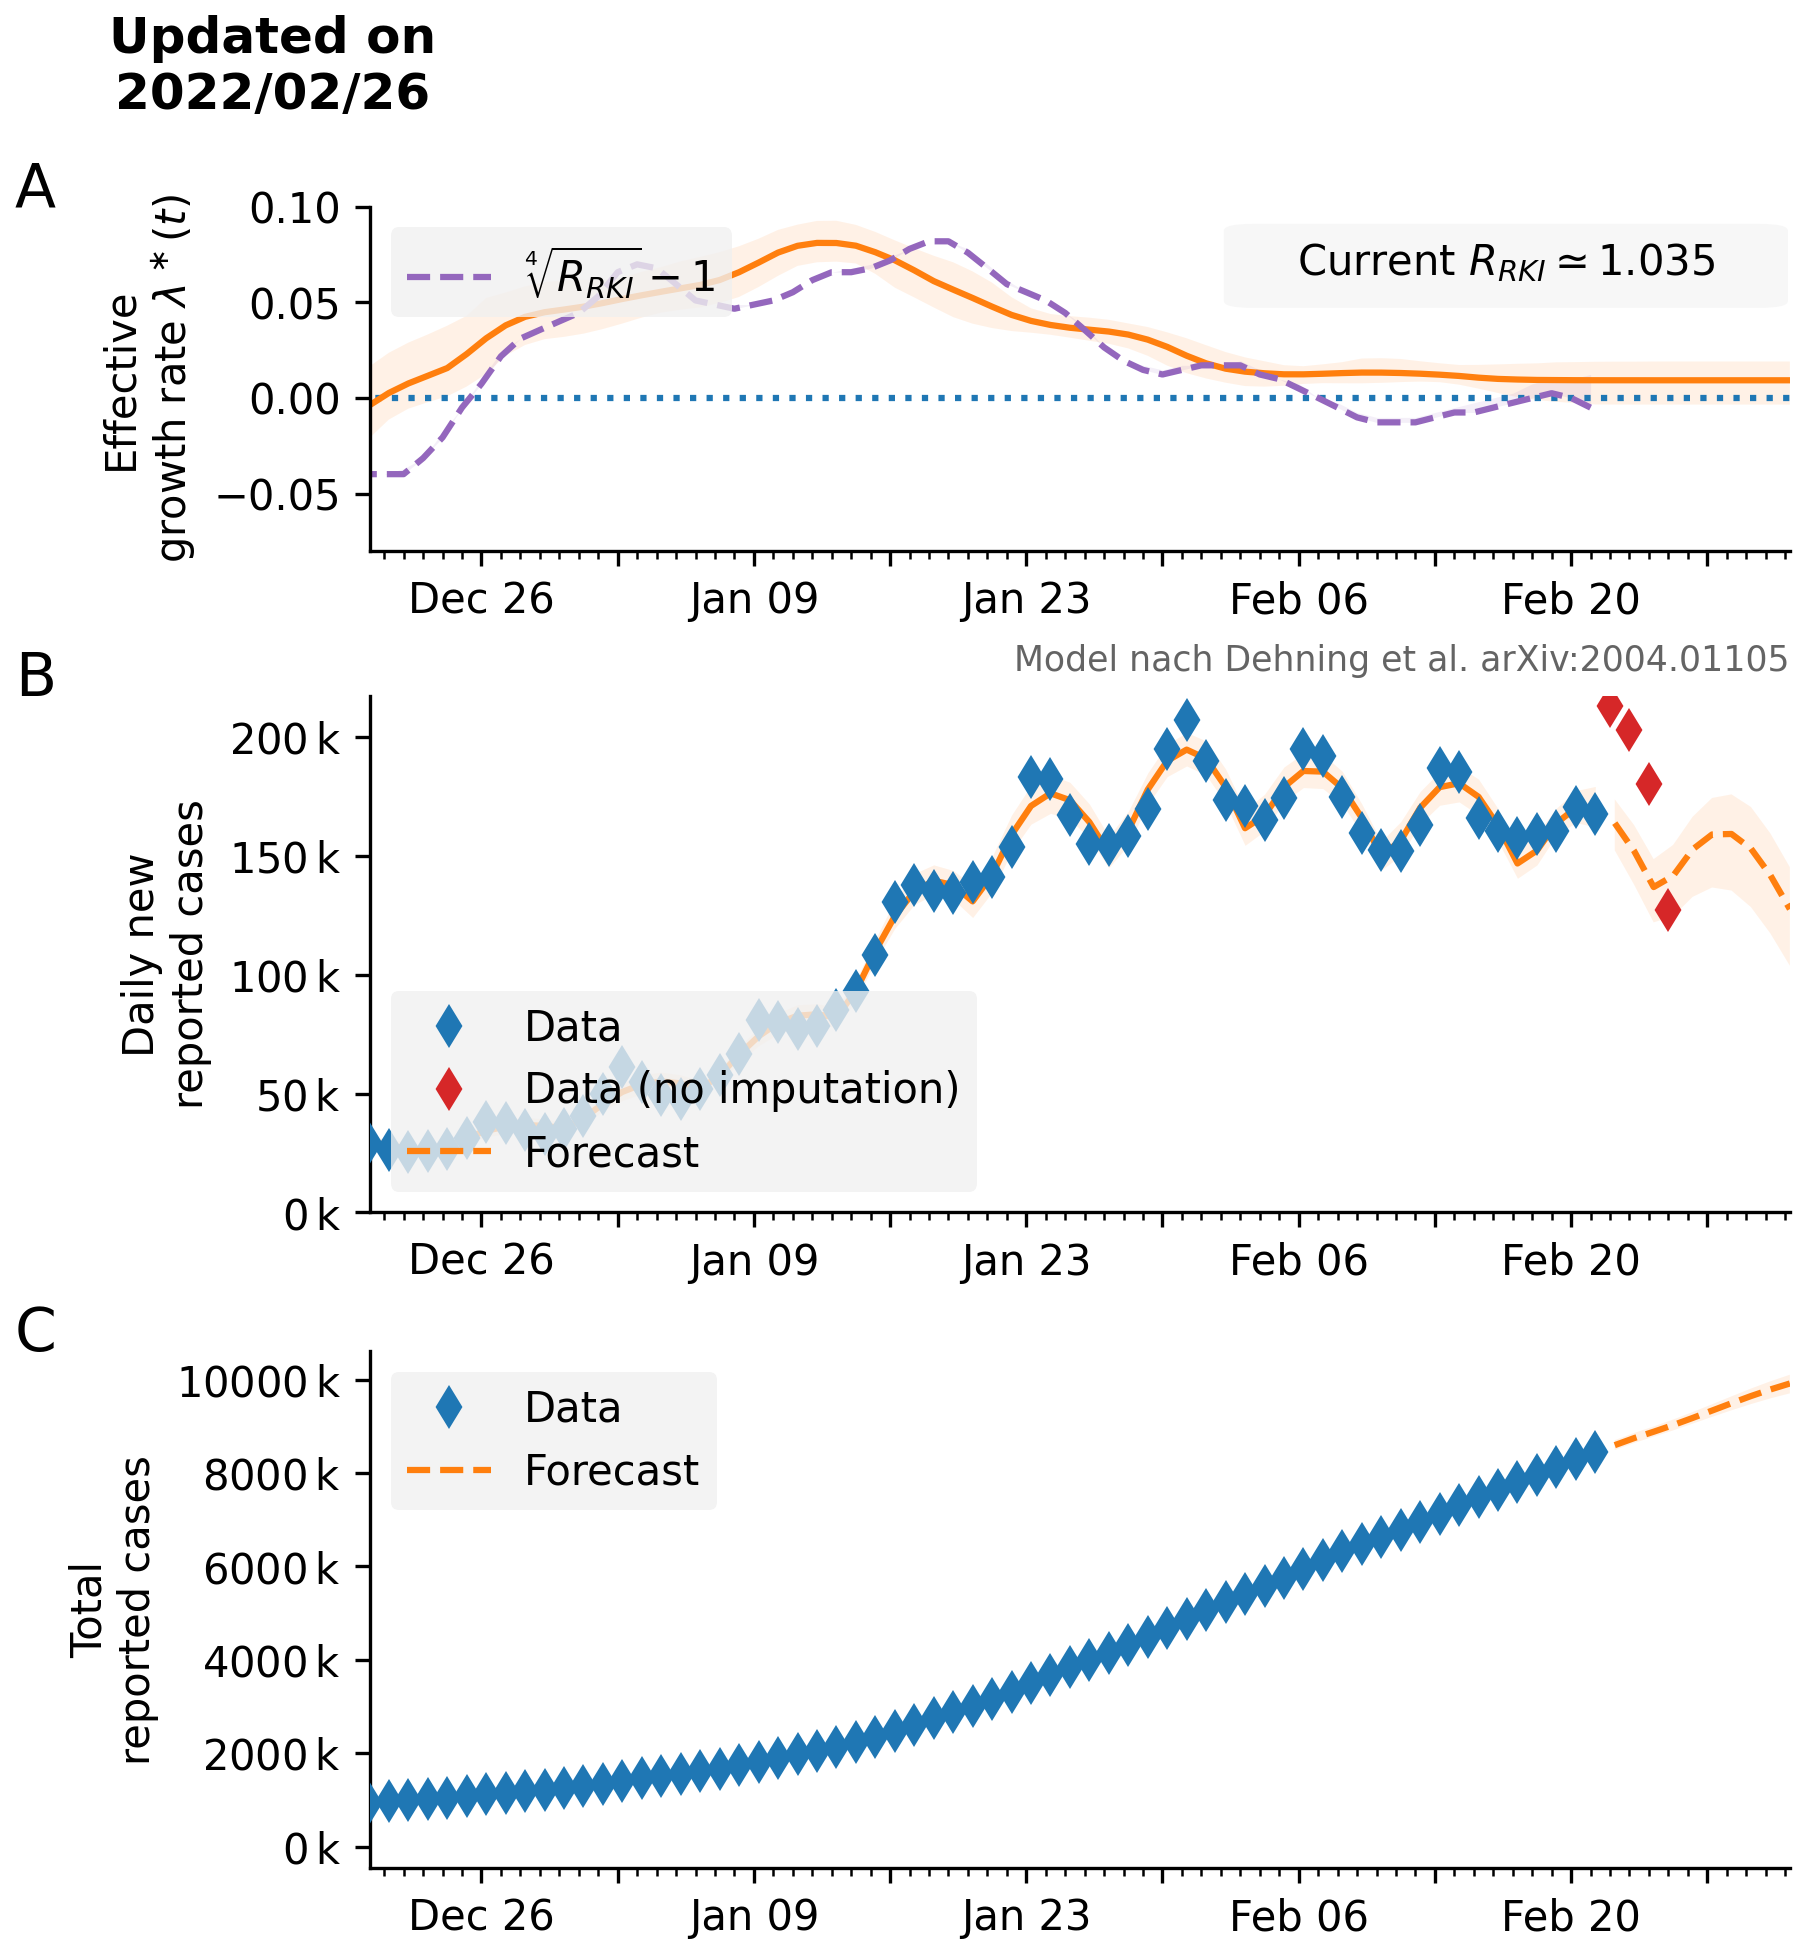 Updated on
2022/02/26
A
Effective
growth rate λ * (t)
0.10
0.05
0.00
−0.05
∜R_RKI − 1
Current R_RKI ≃ 1.035
Dec 26
Jan 09
Jan 23
Feb 06
Feb 20
Model nach Dehning et al. arXiv:2004.01105
B
Daily new
reported cases
200 k
150 k
100 k
50 k
0 k
Data
Data (no imputation)
Forecast
Dec 26
Jan 09
Jan 23
Feb 06
Feb 20
C
Total
reported cases
10000 k
8000 k
6000 k
4000 k
2000 k
0 k
Data
Forecast
Dec 26
Jan 09
Jan 23
Feb 06
Feb 20